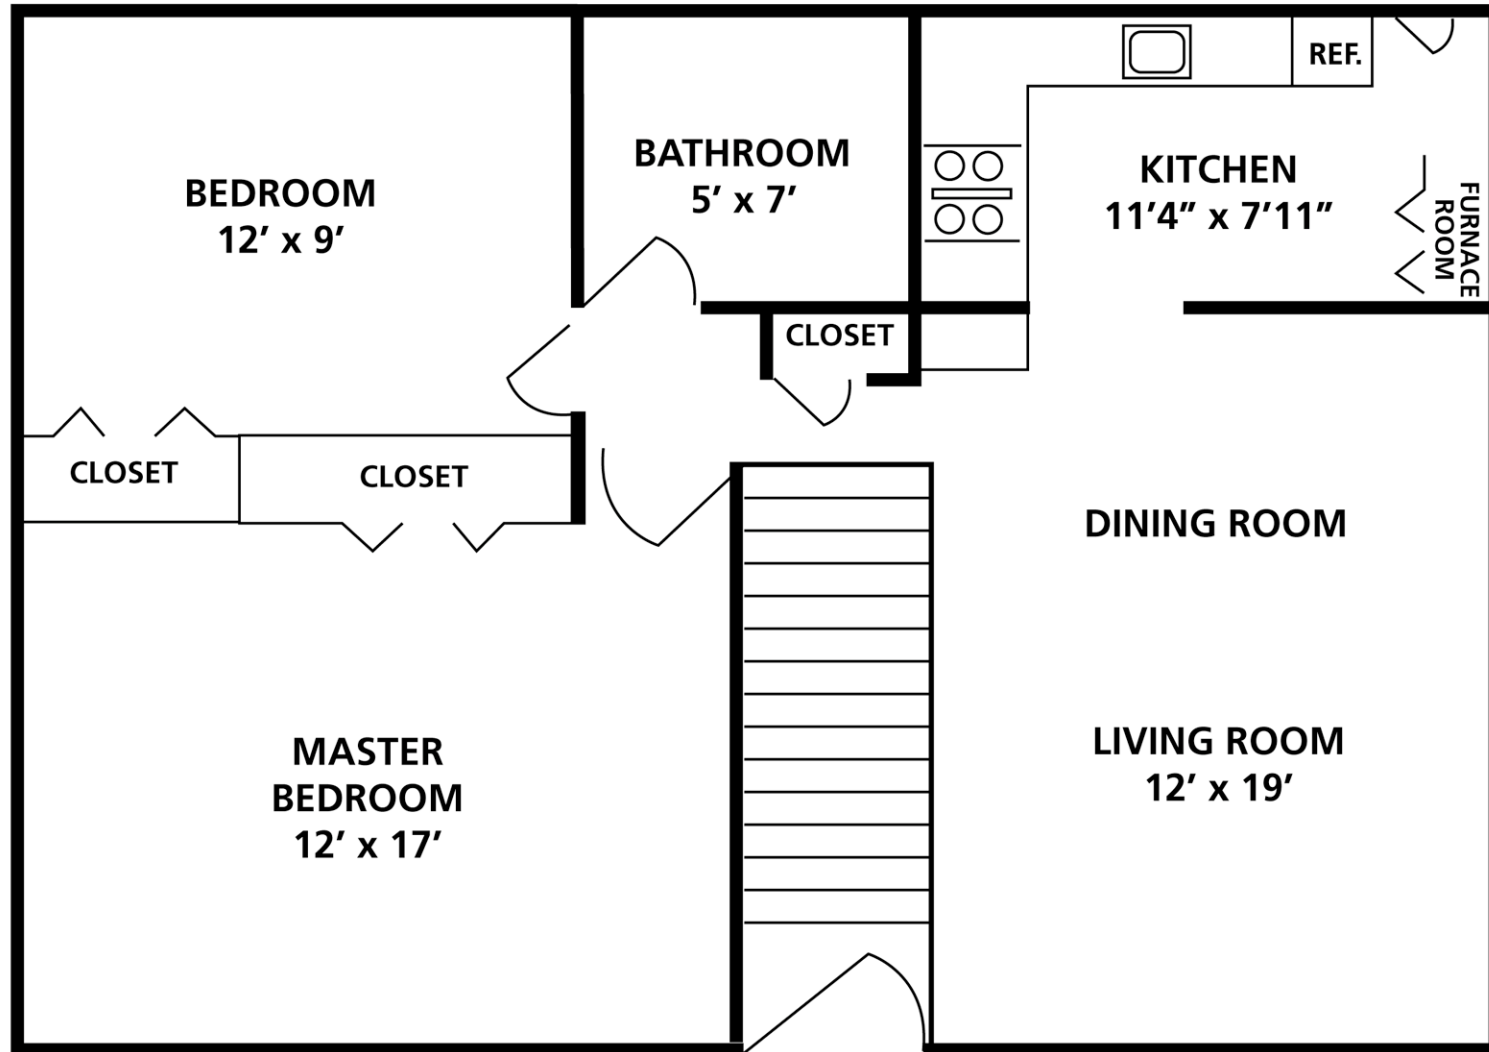 BEDROOM
12’ x 9’
BATHROOM
5’ x 7’
REF.
KITCHEN
11’4” x 7’11”
FURNACE
ROOM
CLOSET
CLOSET
CLOSET
DINING ROOM
MASTER
BEDROOM
12’ x 17’
LIVING ROOM
12’ x 19’